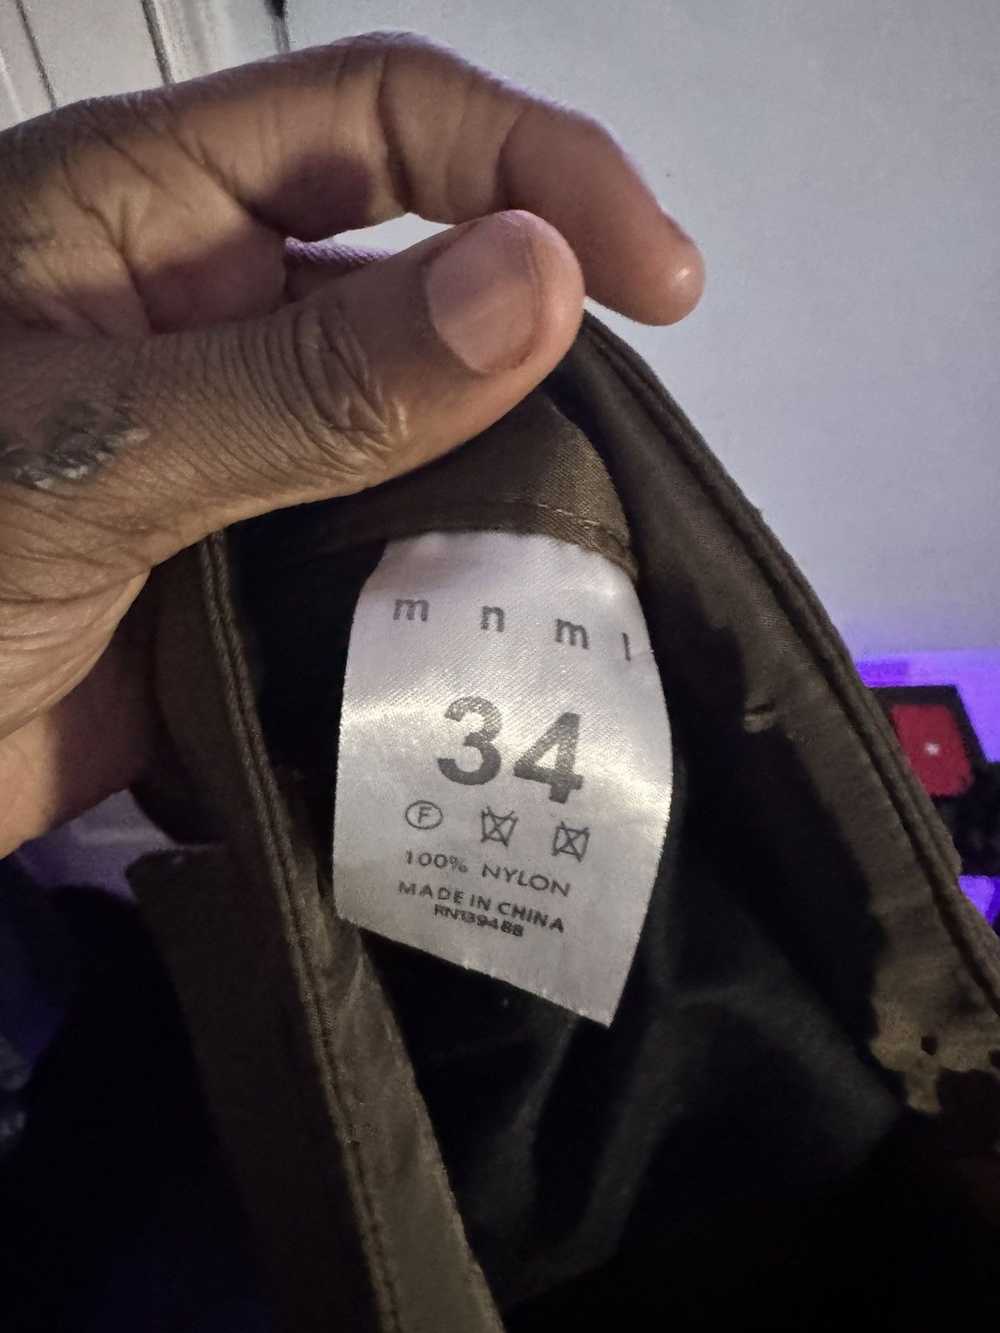 m n m l
34
F
100% NYLON
MADE IN CHINA
RN139488